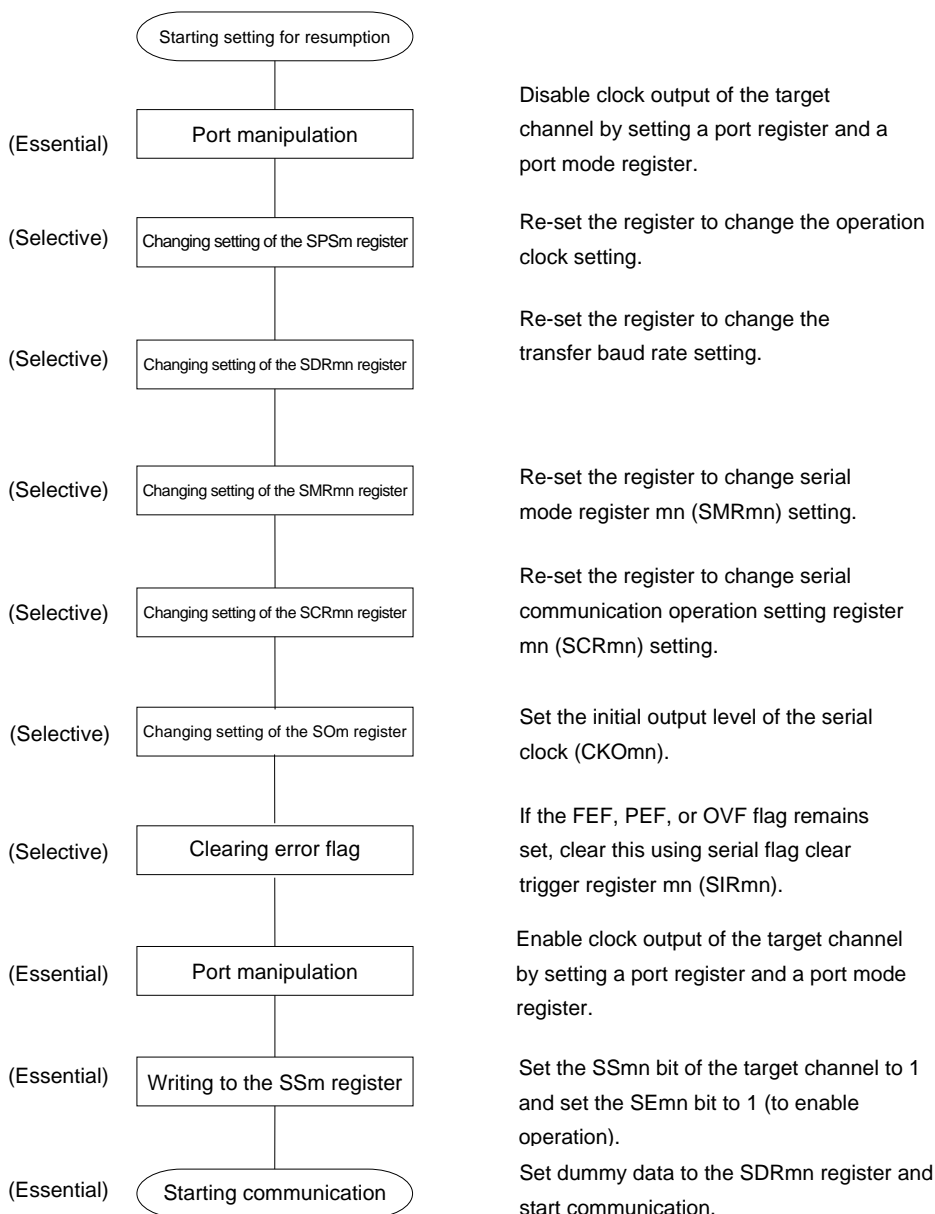 Starting setting for resumption
(Essential)
Port manipulation
Disable clock output of the target
channel by setting a port register and a
port mode register.
(Selective)
Changing setting of the SPSm register
Re-set the register to change the operation
clock setting.
(Selective)
Changing setting of the SDRmn register
Re-set the register to change the
transfer baud rate setting.
(Selective)
Changing setting of the SMRmn register
Re-set the register to change serial
mode register mn (SMRmn) setting.
(Selective)
Changing setting of the SCRmn register
Re-set the register to change serial
communication operation setting register
mn (SCRmn) setting.
(Selective)
Changing setting of the SOm register
Set the initial output level of the serial
clock (CKOmn).
(Selective)
Clearing error flag
If the FEF, PEF, or OVF flag remains
set, clear this using serial flag clear
trigger register mn (SIRmn).
(Essential)
Port manipulation
Enable clock output of the target channel
by setting a port register and a port mode
register.
(Essential)
Writing to the SSm register
Set the SSmn bit of the target channel to 1
and set the SEmn bit to 1 (to enable
operation).
(Essential)
Starting communication
Set dummy data to the SDRmn register and
start communication.